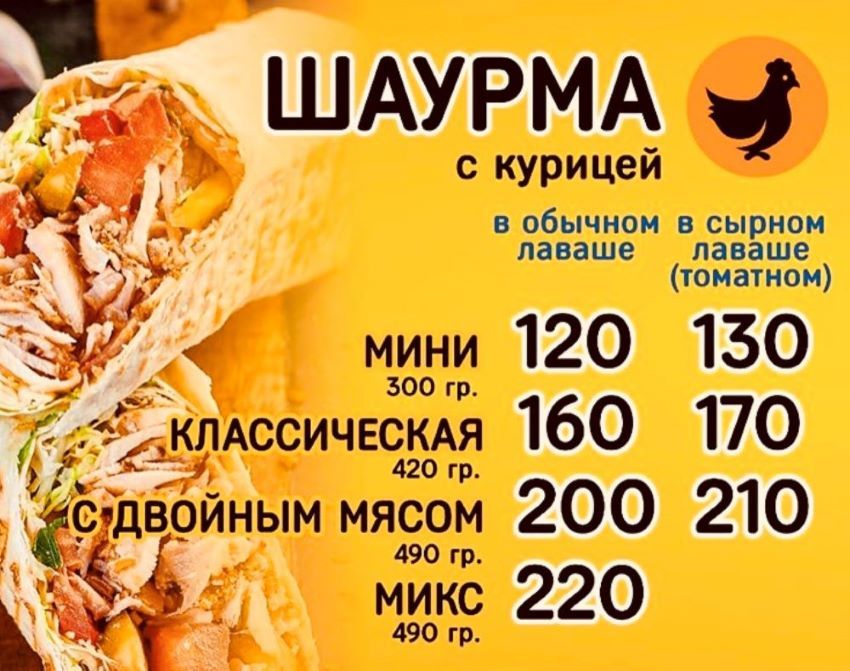 ШАУРМА
с курицей
в обычном лаваше
в сырном лаваше (томатном)
МИНИ 120 130
300 гр.
КЛАССИЧЕСКАЯ 160 170
420 гр.
С ДВОЙНЫМ МЯСОМ 200 210
490 гр.
МИКС 220
490 гр.